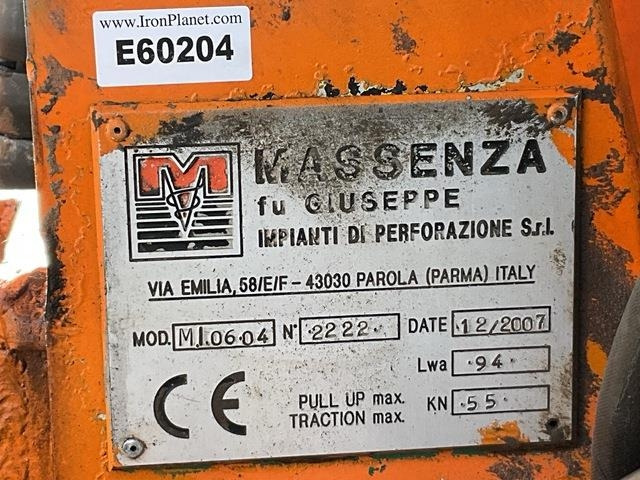 www.IronPlanet.com®
E60204
M
VS
MASSENZA
fu GIUSEPPE
IMPIANTI DI PERFORAZIONE S.r.l.
VIA EMILIA, 58/E/F - 43030 PAROLA (PARMA) ITALY
MOD. M.I.06.04 N° 2222 DATE 12/2007
Lwa 94
CE PULL UP max. KN 55
TRACTION max.